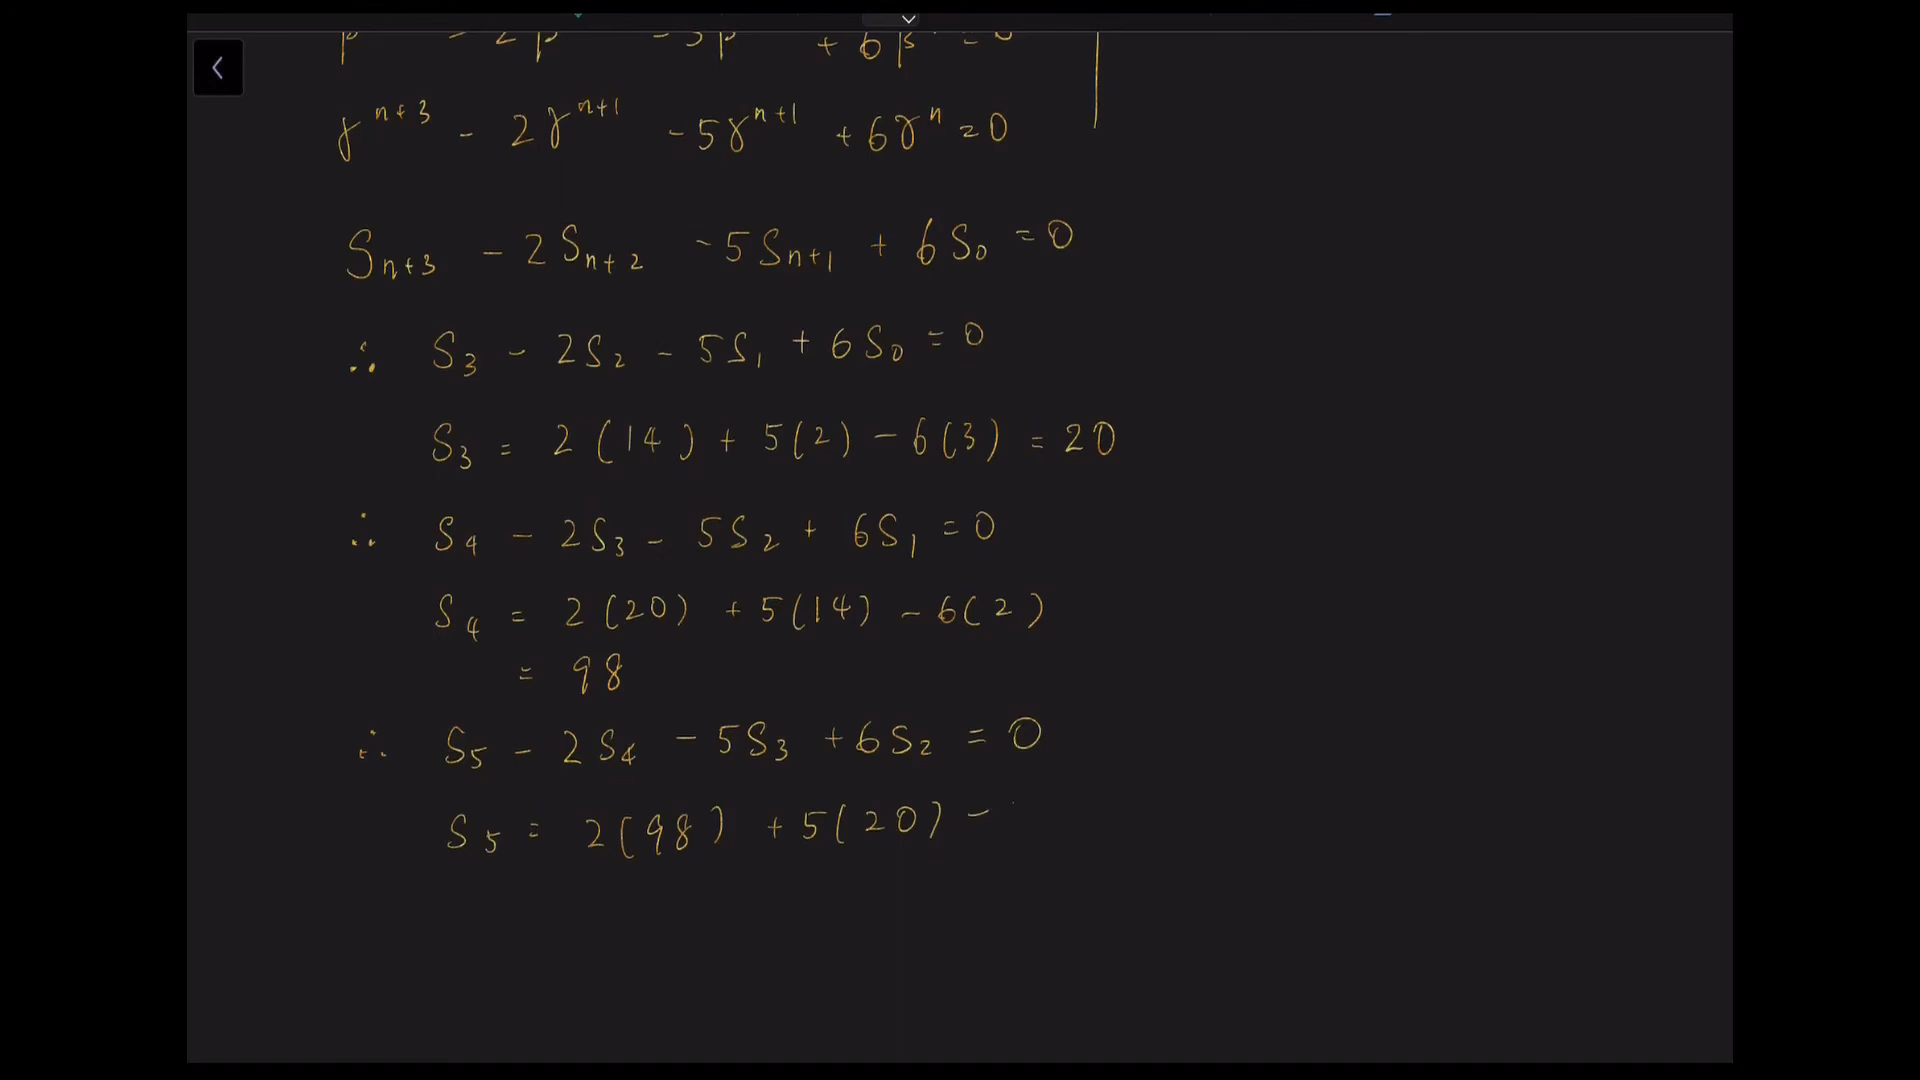 γ^{n+3} - 2γ^{n+1} - 5γ^{n+1} + 6γ^n = 0
S_{n+3} - 2S_{n+2} - 5S_{n+1} + 6S_0 = 0
∴ S_3 - 2S_2 - 5S_1 + 6S_0 = 0
S_3 = 2(14) + 5(2) - 6(3) = 20
∴ S_4 - 2S_3 - 5S_2 + 6S_1 = 0
S_4 = 2(20) + 5(14) - 6(2)
= 98
∴ S_5 - 2S_4 - 5S_3 + 6S_2 = 0
S_5 = 2(98) + 5(20) -